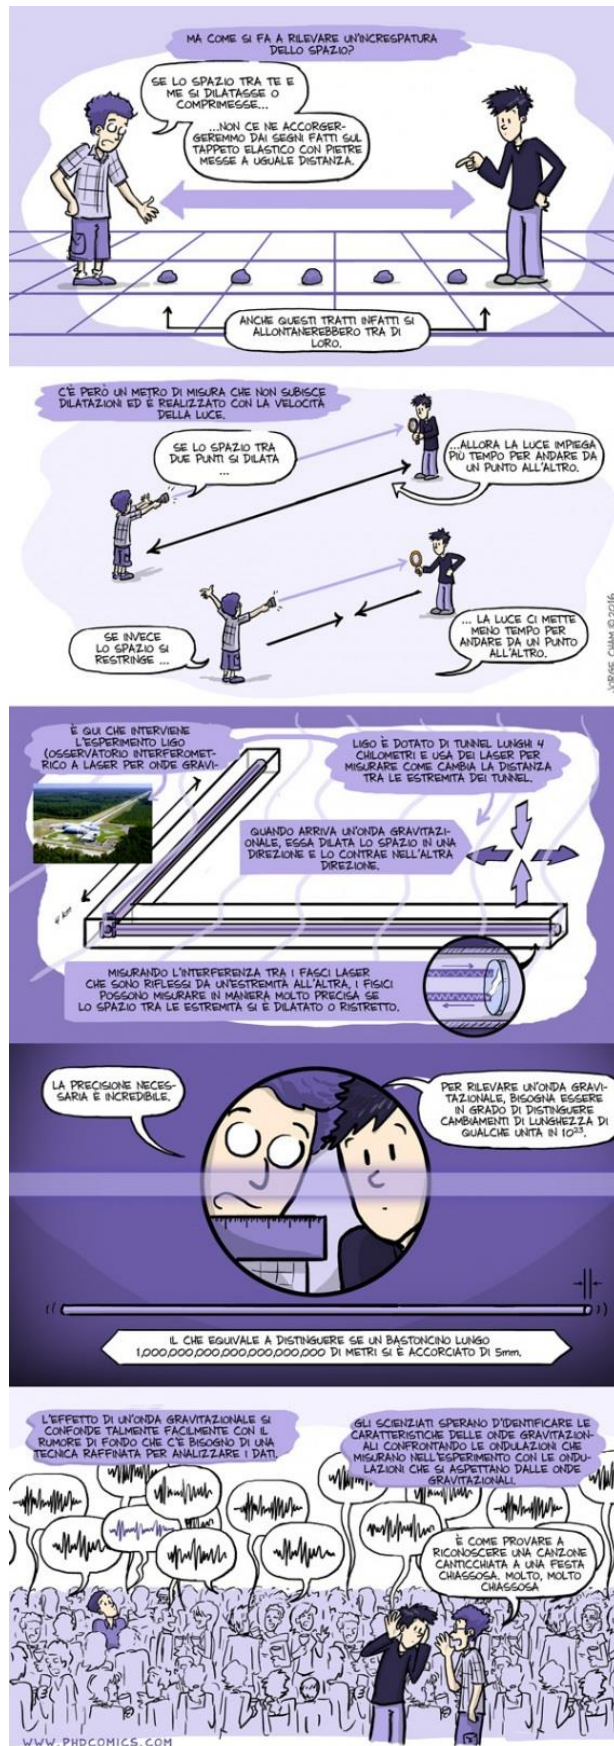 MA COME SI FA A RILEVARE UN'INCRESPATURA
DELLO SPAZIO?
SE LO SPAZIO TRA TE E
ME SI DILATASSE O
COMPRIMESSE...
...NON CE NE ACCORGER-
GEREMMO DAI SEGNI FATTI SUL
TAPPETO ELASTICO CON PIETRE
MESSE A UGUALE DISTANZA.
ANCHE QUESTI TRATTI INFATTI SI
ALLONTANEREBBERO TRA DI
LORO.
C'È PERÒ UN METRO DI MISURA CHE NON SUBISCE
DILATAZIONI ED È REALIZZATO CON LA VELOCITÀ
DELLA LUCE.
SE LO SPAZIO TRA
DUE PUNTI SI DILATA
...
...ALLORA LA LUCE IMPIEGA
PIÙ TEMPO PER ANDARE DA
UN PUNTO ALL'ALTRO.
SE INVECE
LO SPAZIO SI
RESTRINGE ...
... LA LUCE CI METTE
MENO TEMPO PER
ANDARE DA UN PUNTO
ALL'ALTRO.
JORGE CHAM © 2016
È QUI CHE INTERVIENE
L'ESPERIMENTO LIGO
(OSSERVATORIO INTERFEROMET-
RICO A LASER PER ONDE GRAVI-
LIGO È DOTATO DI TUNNEL LUNGHI 4
CHILOMETRI E USA DEI LASER PER
MISURARE COME CAMBIA LA DISTANZA
TRA LE ESTREMITÀ DEI TUNNEL.
QUANDO ARRIVA UN'ONDA GRAVITAZI-
ONALE, ESSA DILATA LO SPAZIO IN UNA
DIREZIONE E LO CONTRAE NELL'ALTRA
DIREZIONE.
4 km
MISURANDO L'INTERFERENZA TRA I FASCI LASER
CHE SONO RIFLESSI DA UN'ESTREMITÀ ALL'ALTRA, I FISICI
POSSONO MISURARE IN MANIERA MOLTO PRECISA SE
LO SPAZIO TRA LE ESTREMITÀ SI È DILATATO O RISTRETTO.
LA PRECISIONE NECES-
SARIA È INCREDIBILE.
PER RILEVARE UN'ONDA GRAVI-
TAZIONALE, BISOGNA ESSERE
IN GRADO DI DISTINGUERE
CAMBIAMENTI DI LUNGHEZZA DI
QUALCHE UNITÀ IN 10²³.
IL CHE EQUIVALE A DISTINGUERE SE UN BASTONCINO LUNGO
1,000,000,000,000,000,000,000 DI METRI SI È ACCORCIATO DI 5mm.
L'EFFETTO DI UN'ONDA GRAVITAZIONALE SI
CONFONDE TALMENTE FACILMENTE CON IL
RUMORE DI FONDO CHE C'È BISOGNO DI UNA
TECNICA RAFFINATA PER ANALIZZARE I DATI.
GLI SCIENZIATI SPERANO D'IDENTIFICARE LE
CARATTERISTICHE DELLE ONDE GRAVITAZION-
ALI CONFRONTANDO LE ONDULAZIONI CHE
MISURANO NELL'ESPERIMENTO CON LE ONDU-
LAZIONI CHE SI ASPETTANO DALLE ONDE
GRAVITAZIONALI.
È COME PROVARE A
RICONOSCERE UNA CANZONE
CANTICCHIATA A UNA FESTA
CHIASSOSA. MOLTO, MOLTO
CHIASSOSA
WWW.PHDCOMICS.COM